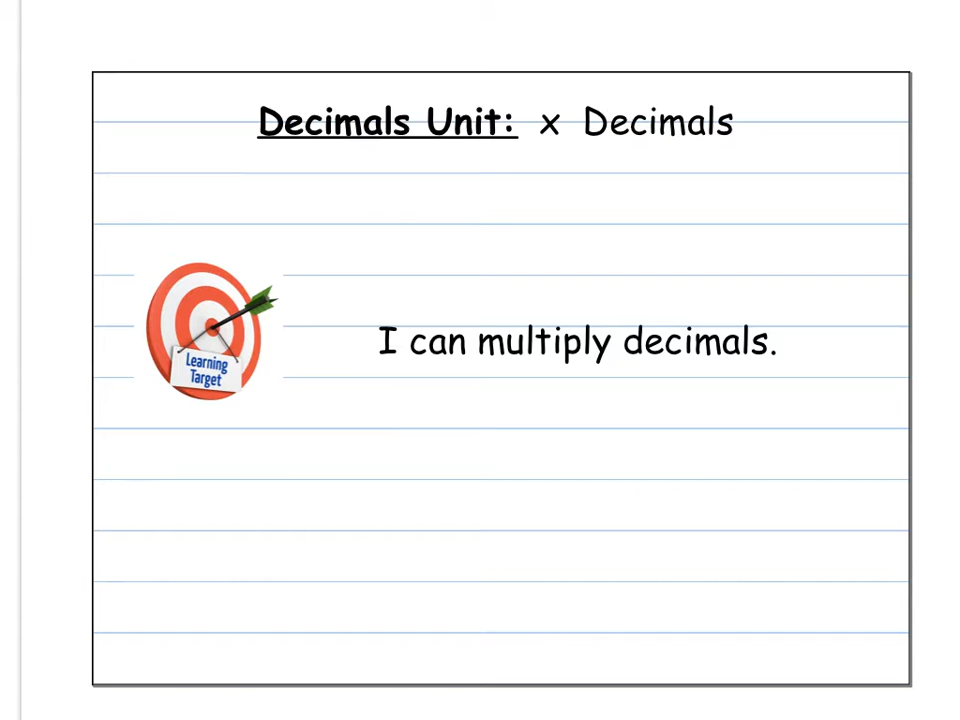 Decimals Unit: x Decimals
I can multiply decimals.
Learning
Target